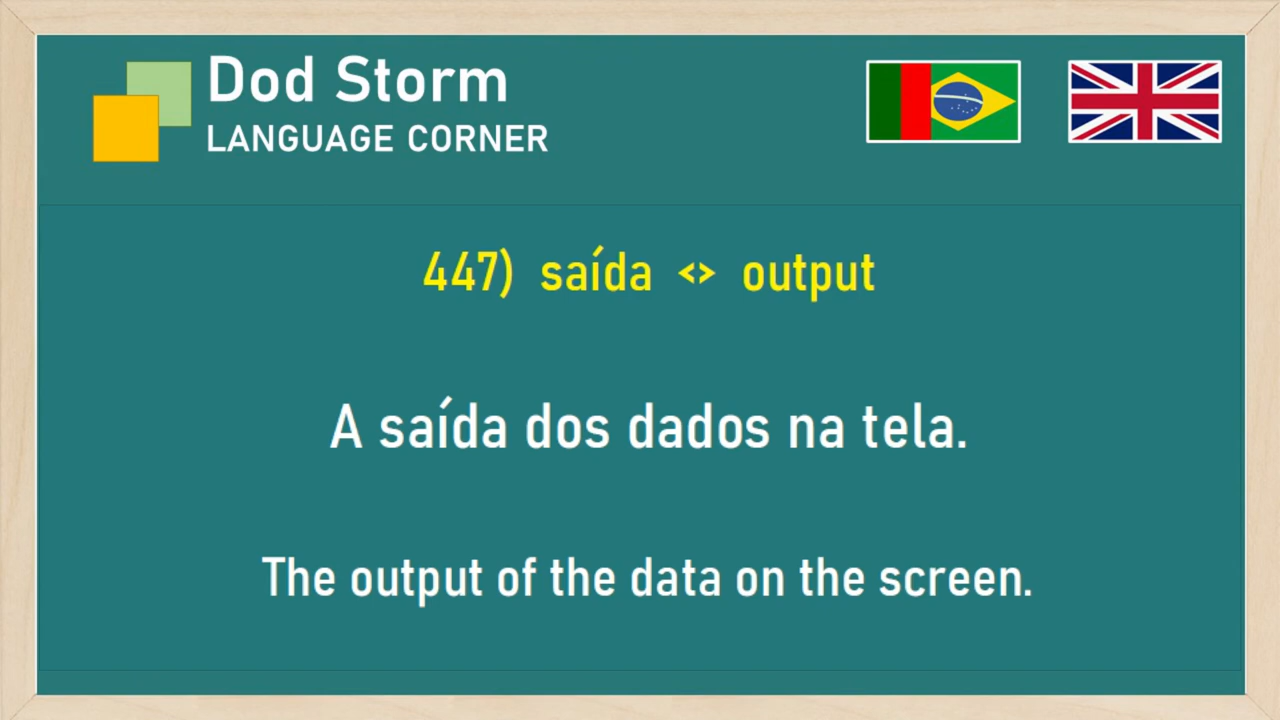 Dod Storm
LANGUAGE CORNER
447) saída <> output
A saída dos dados na tela.
The output of the data on the screen.